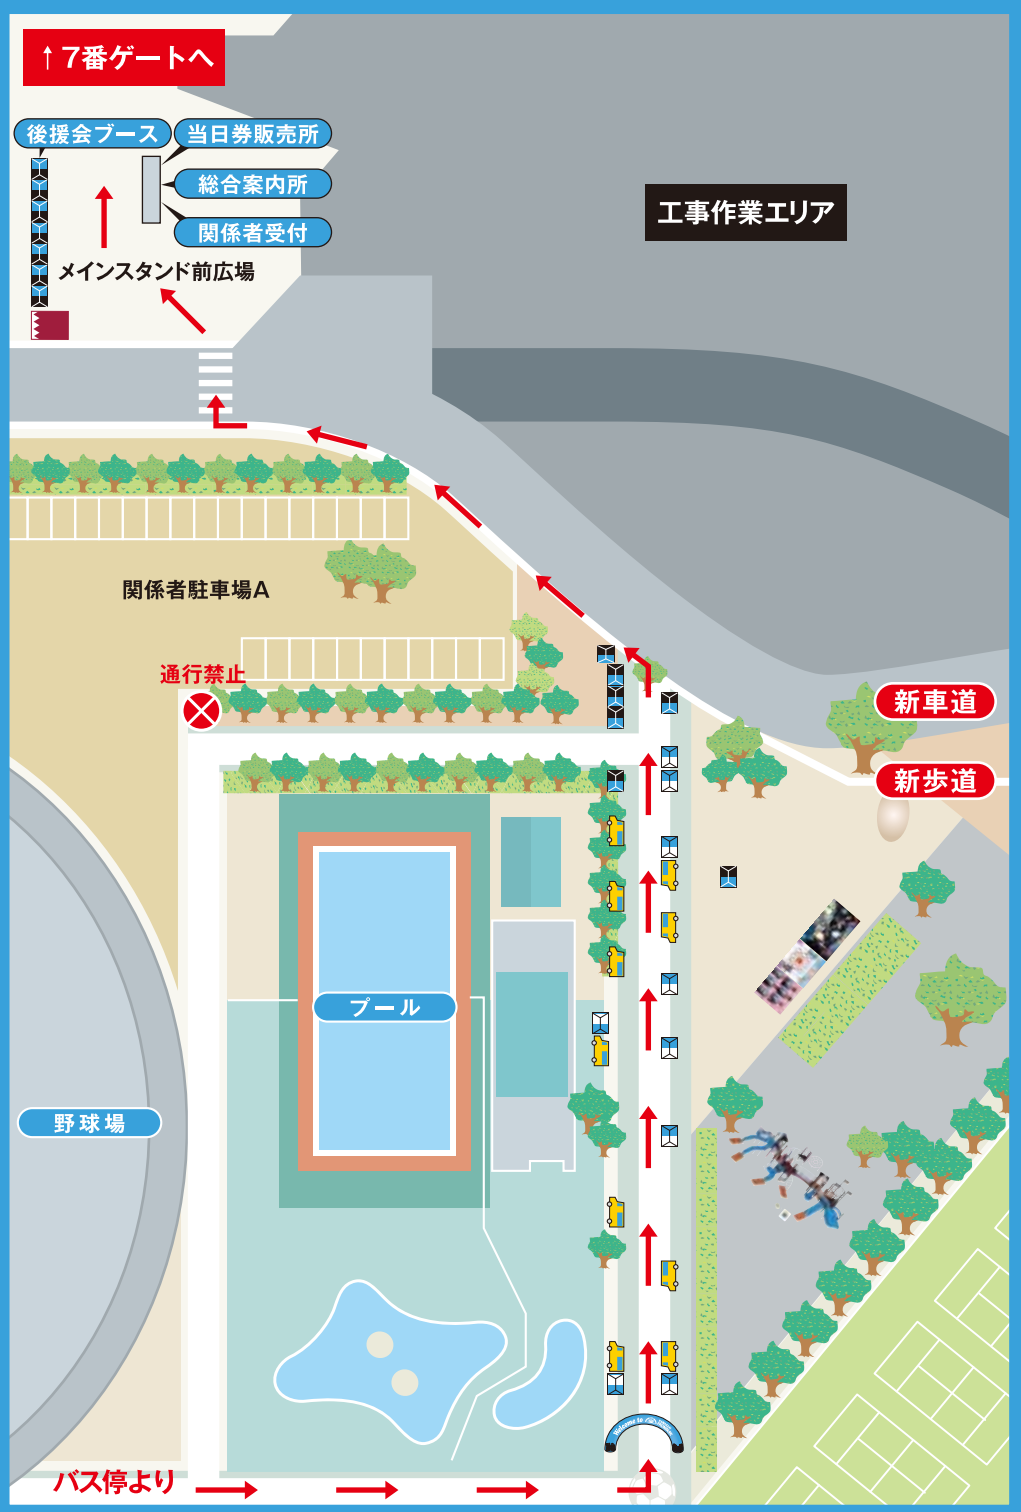 ↑７番ゲートへ
後援会ブース
当日券販売所
総合案内所
関係者受付
メインスタンド前広場
工事作業エリア
関係者駐車場A
通行禁止
新車道
新歩道
プール
野球場
Welcome to
バス停より